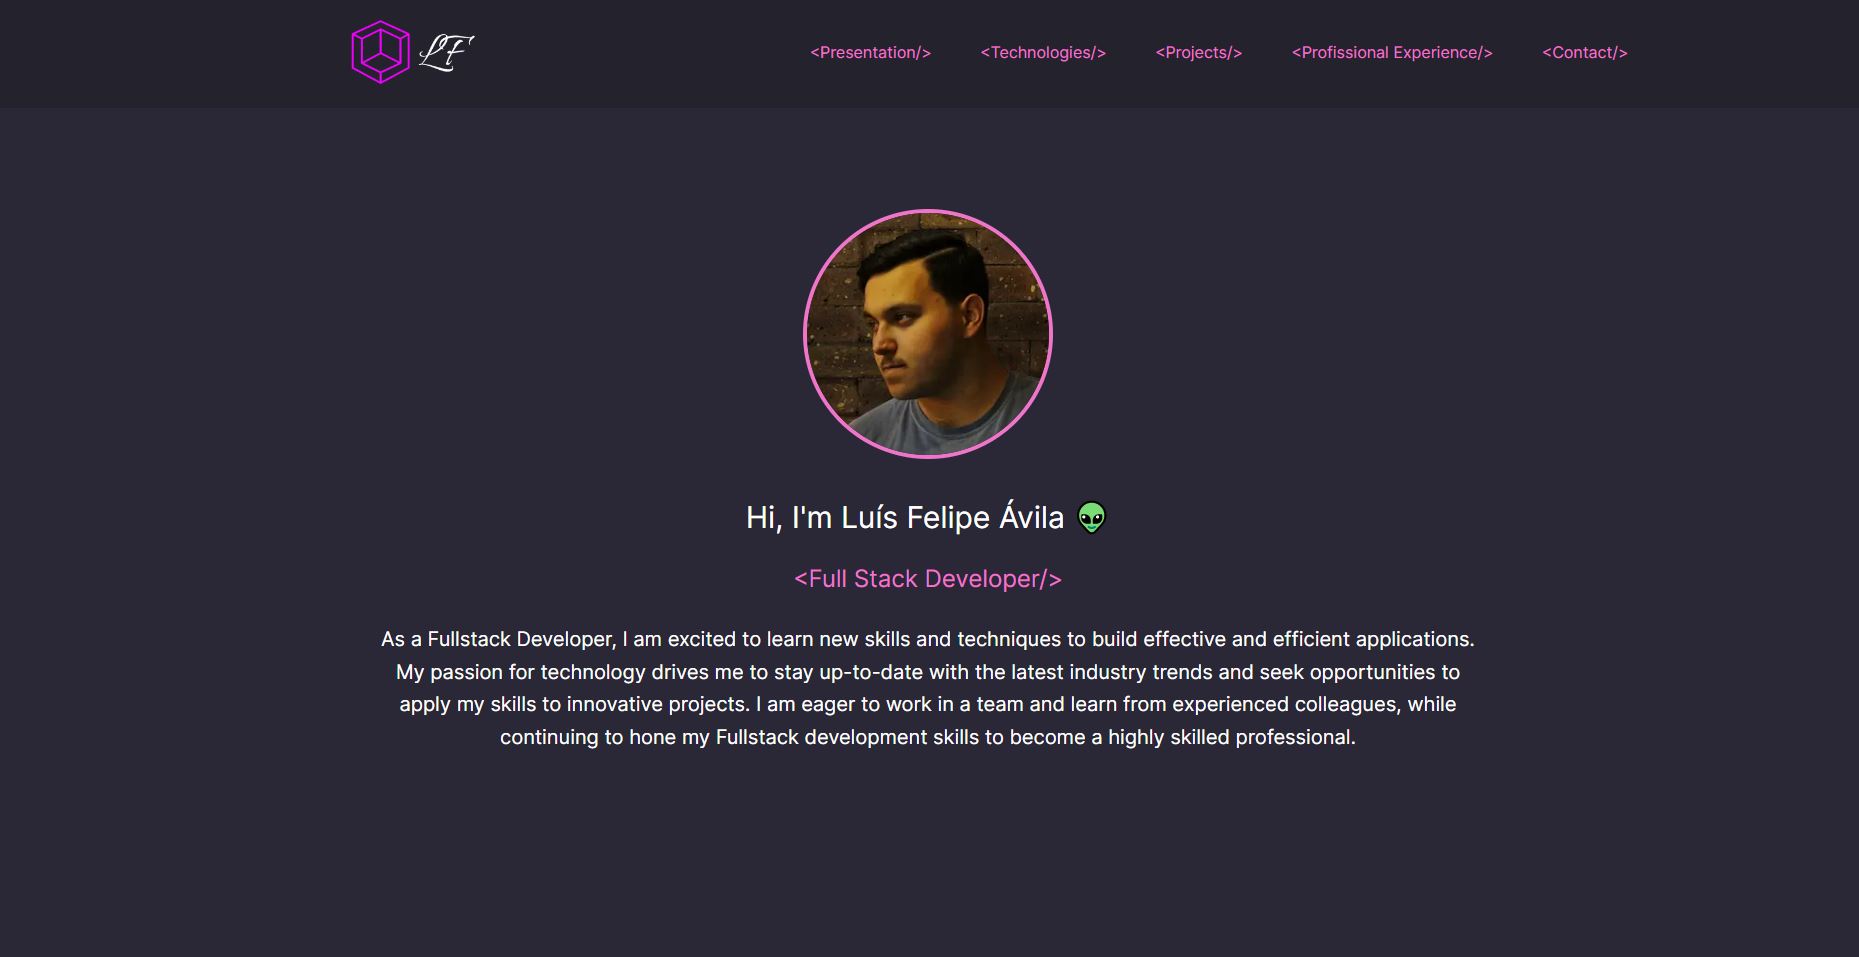 LF
<Presentation/>
<Technologies/>
<Projects/>
<Profissional Experience/>
<Contact/>
Hi, I'm Luís Felipe Ávila 👽
<Full Stack Developer/>
As a Fullstack Developer, I am excited to learn new skills and techniques to build effective and efficient applications.
My passion for technology drives me to stay up-to-date with the latest industry trends and seek opportunities to
apply my skills to innovative projects. I am eager to work in a team and learn from experienced colleagues, while
continuing to hone my Fullstack development skills to become a highly skilled professional.